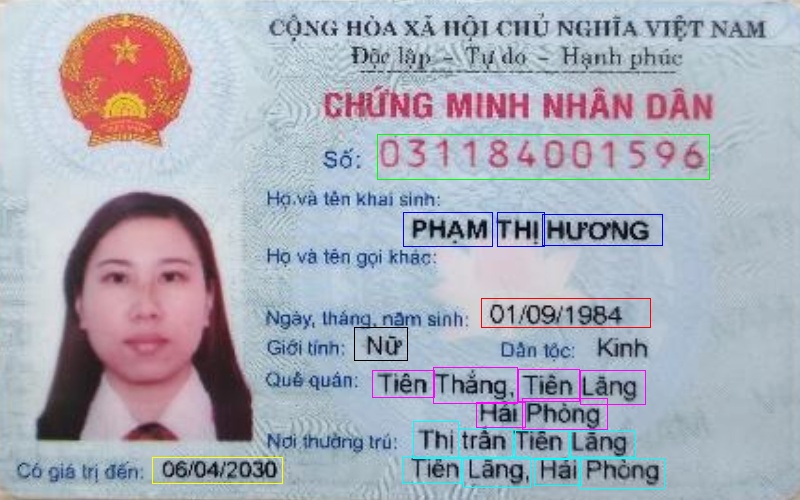 CỘNG HÒA XÃ HỘI CHỦ NGHĨA VIỆT NAM
Độc lập – Tự do – Hạnh phúc
CHỨNG MINH NHÂN DÂN
Số: 031184001596
Họ và tên khai sinh:
PHẠM THỊ HƯƠNG
Họ và tên gọi khác:
Ngày, tháng, năm sinh: 01/09/1984
Giới tính: Nữ Dân tộc: Kinh
Quê quán: Tiên Thắng, Tiên Lãng
Hải Phòng
Nơi thường trú: Thị trấn Tiên Lãng
Có giá trị đến: 06/04/2030 Tiên Lãng, Hải Phòng